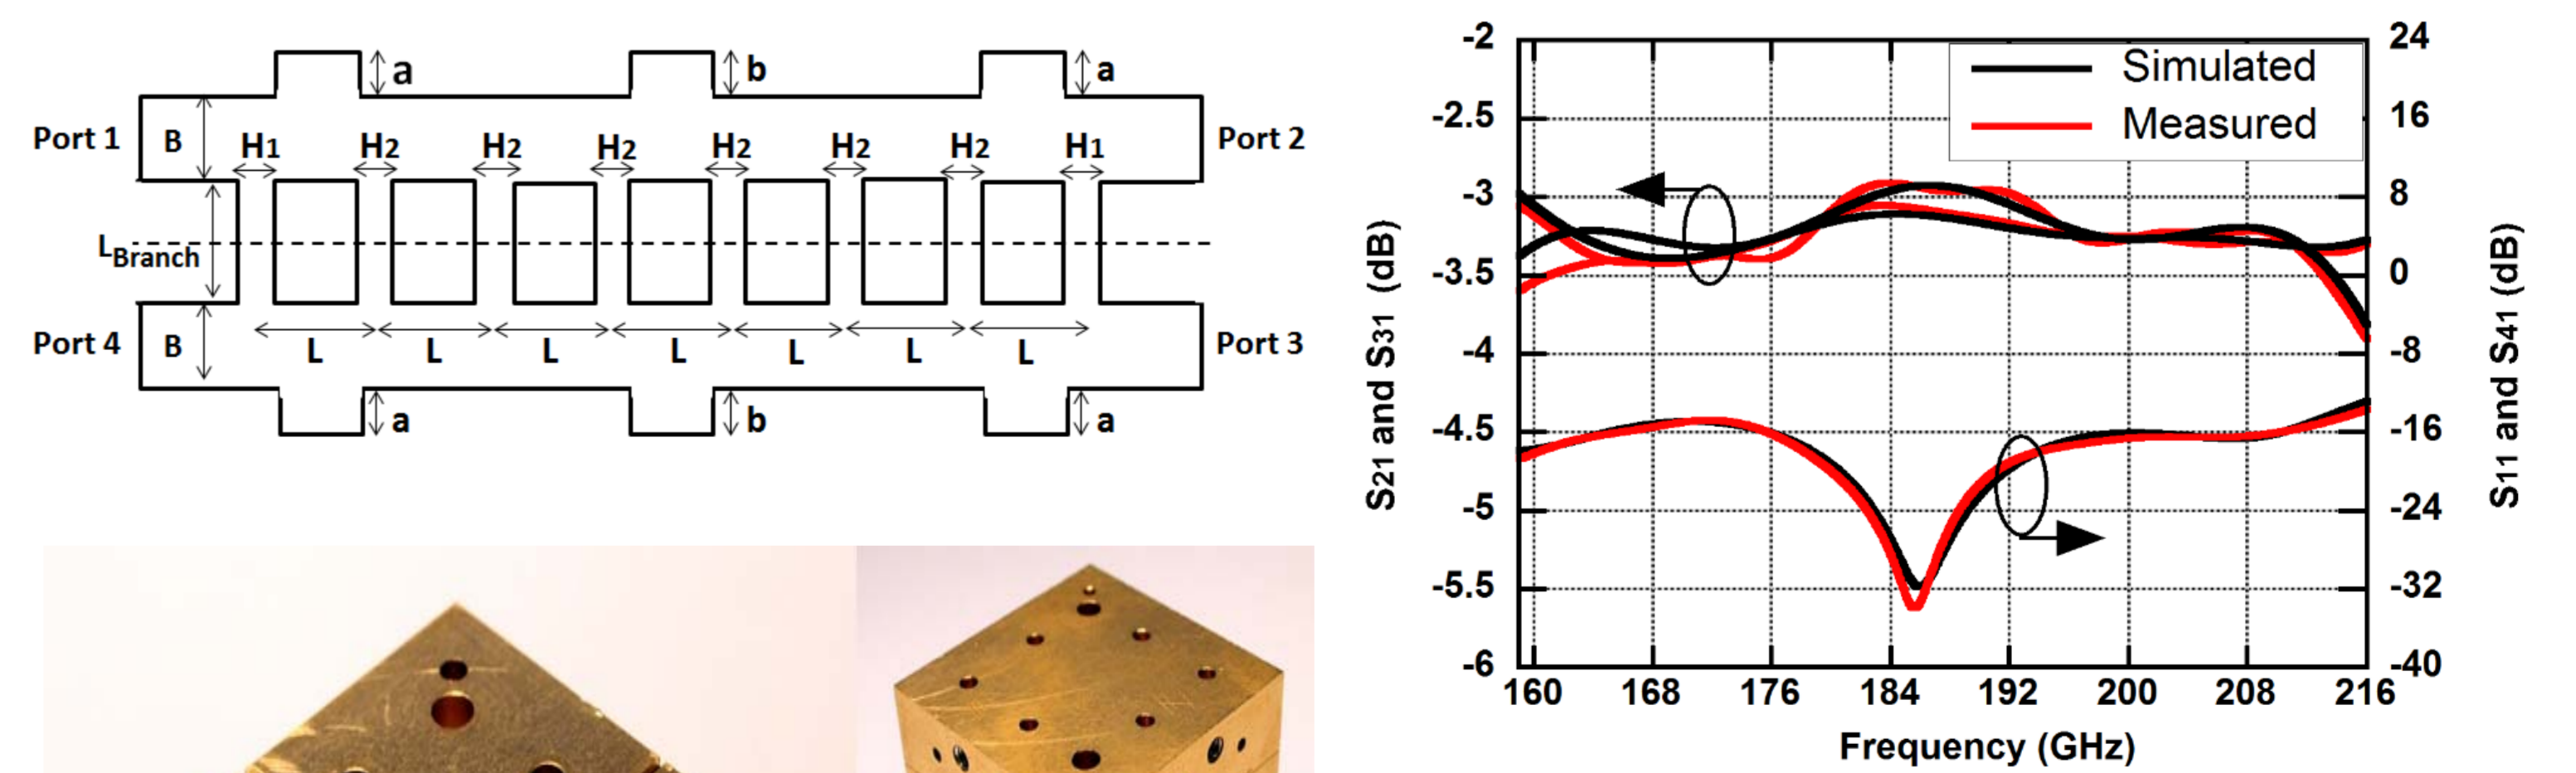 a b a
Port 1 B H1 H2 H2 H2 H2 H2 H2 H1 Port 2
LBranch
Port 4 B L L L L L L L Port 3
a b a
-2 24
Simulated
-2.5 16
Measured
-3 8
-3.5 0
-4 -8
-4.5 -16
-5 -24
-5.5 -32
-6 -40
S21 and S31 (dB)
S11 and S41 (dB)
160 168 176 184 192 200 208 216
Frequency (GHz)